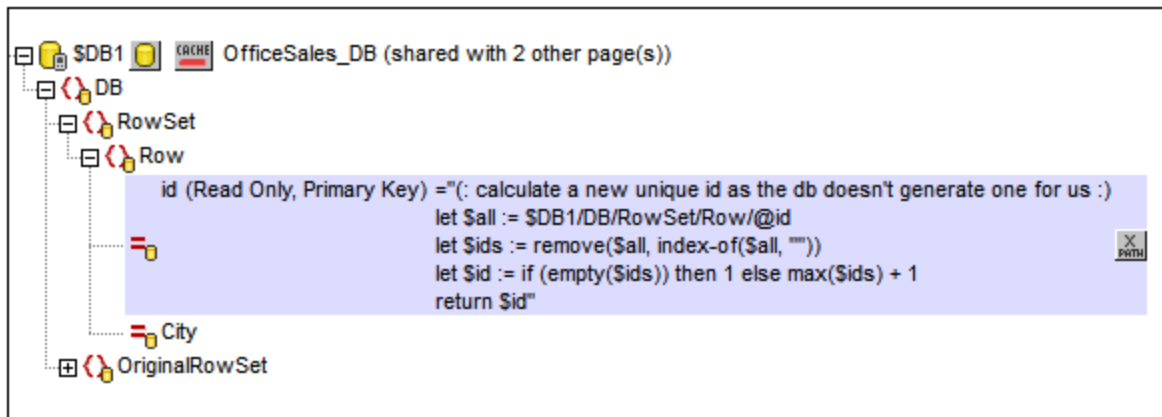 $DB1 CACHE OfficeSales_DB (shared with 2 other page(s))
DB
RowSet
Row
id (Read Only, Primary Key) ="(: calculate a new unique id as the db doesn't generate one for us :)
let $all := $DB1/DB/RowSet/Row/@id
let $ids := remove($all, index-of($all, ""))
let $id := if (empty($ids)) then 1 else max($ids) + 1
return $id"
X PATH
City
OriginalRowSet